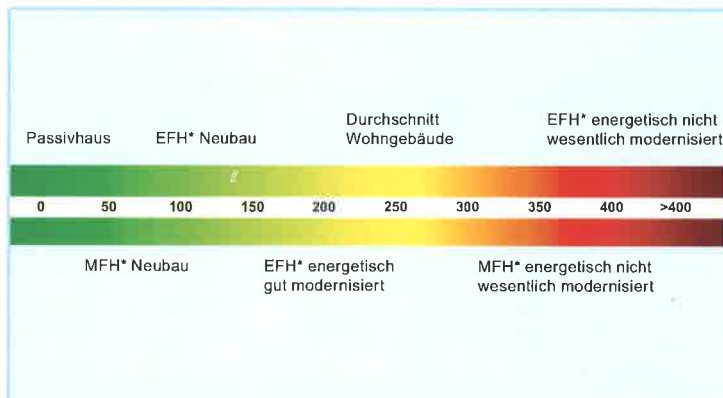 Passivhaus
EFH* Neubau
Durchschnitt
Wohngebäude
EFH* energetisch nicht
wesentlich modernisiert
0 50 100 150 200 250 300 350 400 >400
MFH* Neubau
EFH* energetisch
gut modernisiert
MFH* energetisch nicht
wesentlich modernisiert